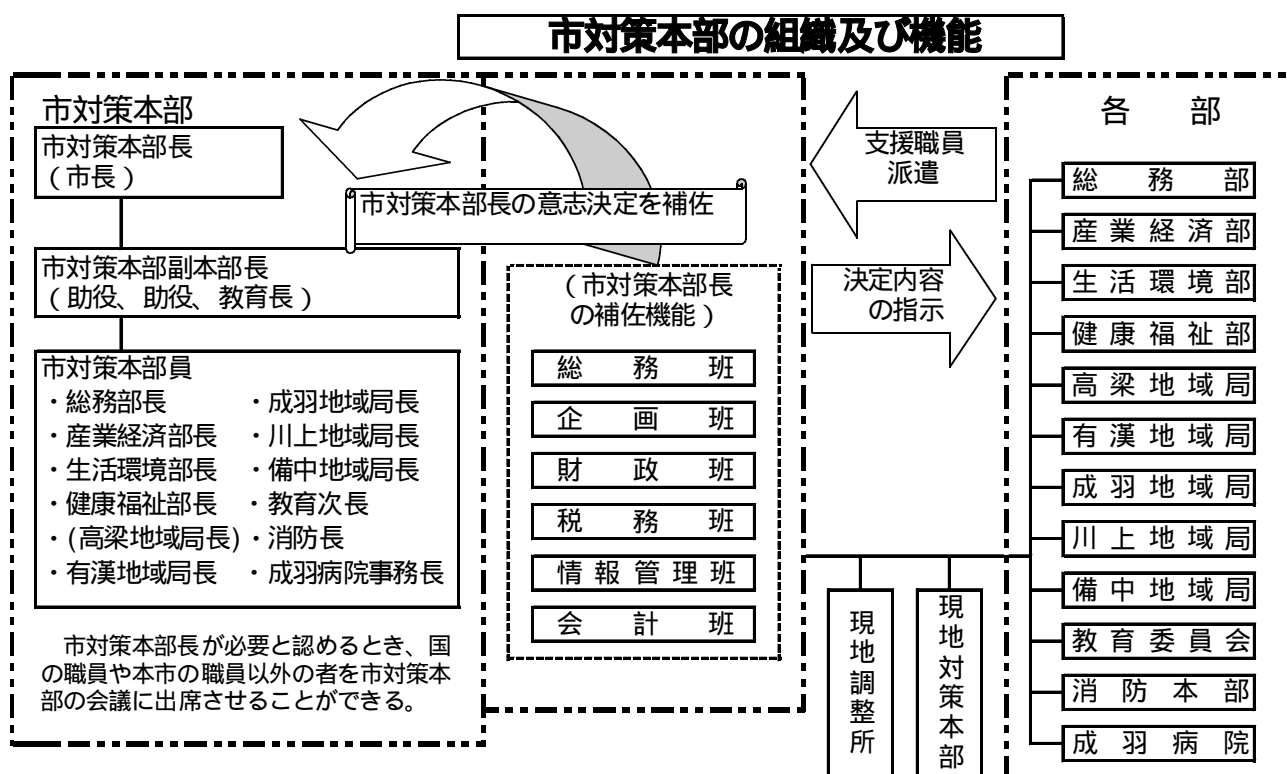 市対策本部の組織及び機能
市対策本部
市対策本部長
（市長）
市対策本部副本部長
（助役、助役、教育長）
市対策本部員
・総務部長　・成羽地域局長
・産業経済部長　・川上地域局長
・生活環境部長　・備中地域局長
・健康福祉部長　・教育次長
・(高梁地域局長)・消防長
・有漢地域局長　・成羽病院事務長
市対策本部長が必要と認めるとき、国
の職員や本市の職員以外の者を市対策本
部の会議に出席させることができる。
市対策本部長の意志決定を補佐
（市対策本部長
の補佐機能）
総務班
企画班
財政班
税務班
情報管理班
会計班
支援職員
派遣
決定内容
の指示
現地調整所
現地対策本部
各部
総務部
産業経済部
生活環境部
健康福祉部
高梁地域局
有漢地域局
成羽地域局
川上地域局
備中地域局
教育委員会
消防本部
成羽病院